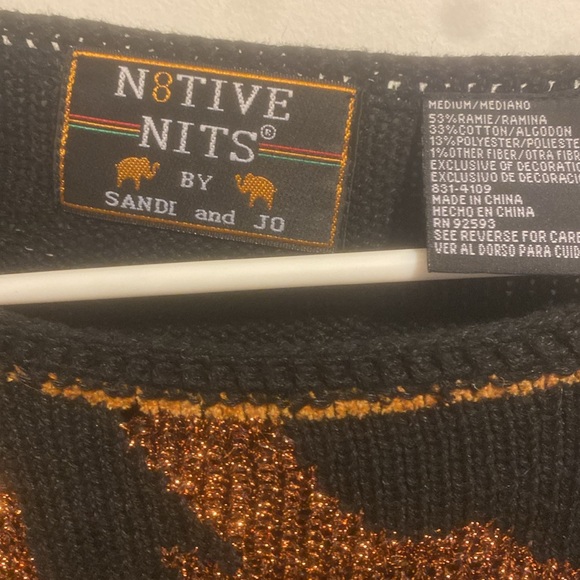 N8TIVE
NITS®
BY
SANDI and JO
MEDIUM/MEDIANO
53%RAMIE/RAMINA
33%COTTON/ALGODON
13%POLYESTER/POLIESTE
1%OTHER FIBER/OTRA FIBR
EXCLUSIVE OF DECORATIO
EXCLUSIVO DE DECORACI
831-4109
MADE IN CHINA
HECHO EN CHINA
RN 92593
SEE REVERSE FOR CARE
VER AL DORSO PARA CUID